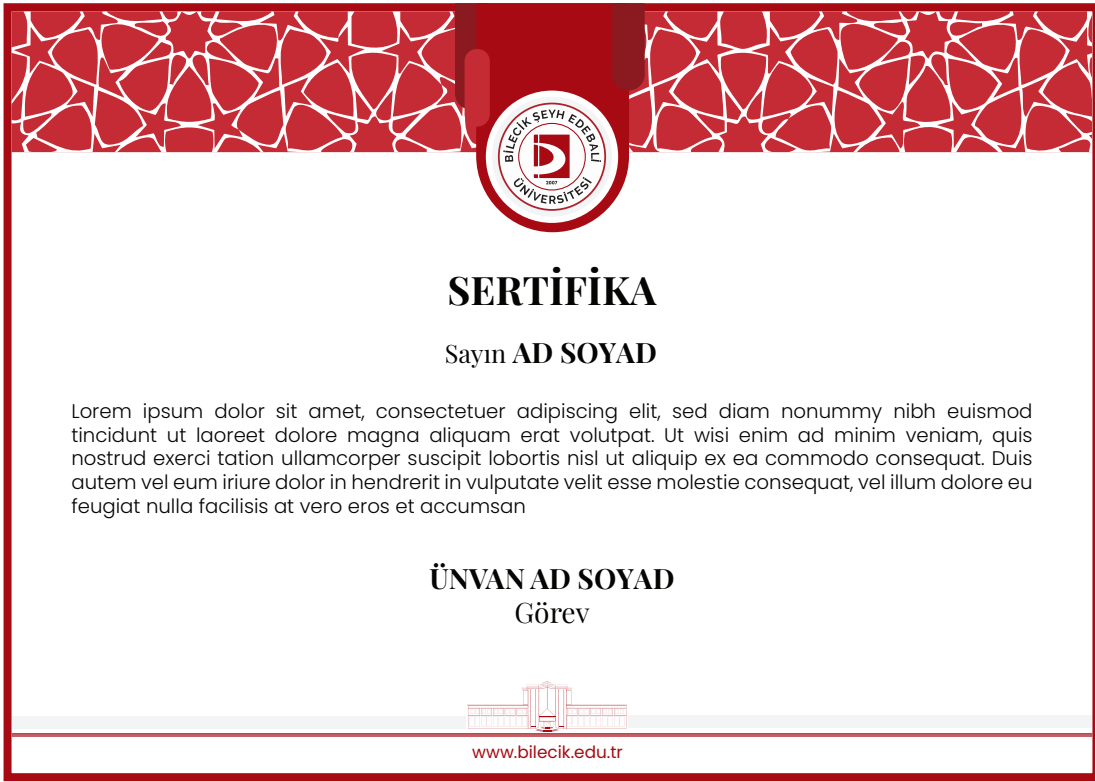 BİLECİK ŞEYH EDEBALİ
2007
ÜNİVERSİTESİ
SERTİFİKA
Sayın AD SOYAD
Lorem ipsum dolor sit amet, consectetuer adipiscing elit, sed diam nonummy nibh euismod
tincidunt ut laoreet dolore magna aliquam erat volutpat. Ut wisi enim ad minim veniam, quis
nostrud exerci tation ullamcorper suscipit lobortis nisl ut aliquip ex ea commodo consequat. Duis
autem vel eum iriure dolor in hendrerit in vulputate velit esse molestie consequat, vel illum dolore eu
feugiat nulla facilisis at vero eros et accumsan
ÜNVAN AD SOYAD
Görev
www.bilecik.edu.tr